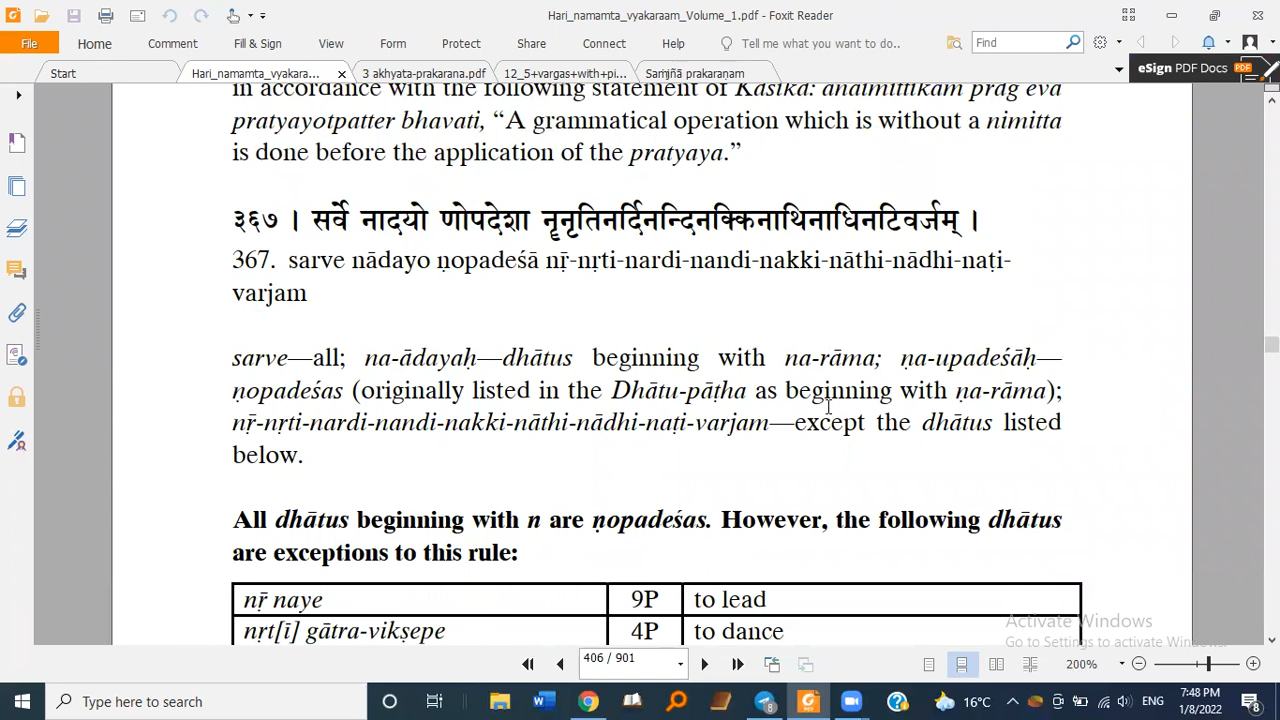 Hari_namamta_vyakaraam_Volume_1.pdf - Foxit Reader
File Home Comment Fill & Sign View Form Protect Share Connect Help Tell me what you want to do.. Find
Start Hari_namamta_vyakara... 3 akhyata-prakarana.pdf 12_5+vargas+with+pi... Saṁjñā prakaraṇam eSign PDF Docs
in accordance with the following statement of Kāśikā: anaimittikaṁ prāg eva
pratyayotpatter bhavati, “A grammatical operation which is without a nimitta
is done before the application of the pratyaya.”
३६७ । सर्वे नादयो णोपदेशा नॄनृतिनर्दिनन्दिनक्किनाथिनाधिनटिवर्जम् ।
367. sarve nādayo ṇopadeśā nṝ-nṛti-nardi-nandi-nakki-nāthi-nādhi-naṭi-
varjam
sarve—all; na-ādayaḥ—dhātus beginning with na-rāma; ṇa-upadeśāḥ—
ṇopadeśas (originally listed in the Dhātu-pāṭha as beginning with ṇa-rāma);
nṝ-nṛti-nardi-nandi-nakki-nāthi-nādhi-naṭi-varjam—except the dhātus listed
below.
All dhātus beginning with n are ṇopadeśas. However, the following dhātus
are exceptions to this rule:
nṝ naye 9P to lead
nṛt[ī] gātra-vikṣepe 4P to dance
Activate Windows
Go to Settings to activate Windows.
406 / 901 200%
Type here to search 16°C ENG 7:48 PM
1/8/2022